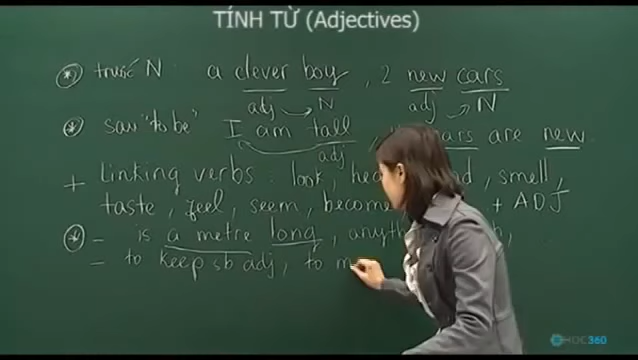 TÍNH TỪ (Adjectives)
* trước N: a clever boy, 2 new cars
adj N adj N
* sau "to be" I am tall, cars are new
adj
+ Linking verbs: look, smell,
taste, feel, seem, become + ADJ
* - is a metre long,
- to keep sb adj, to m
HOC360